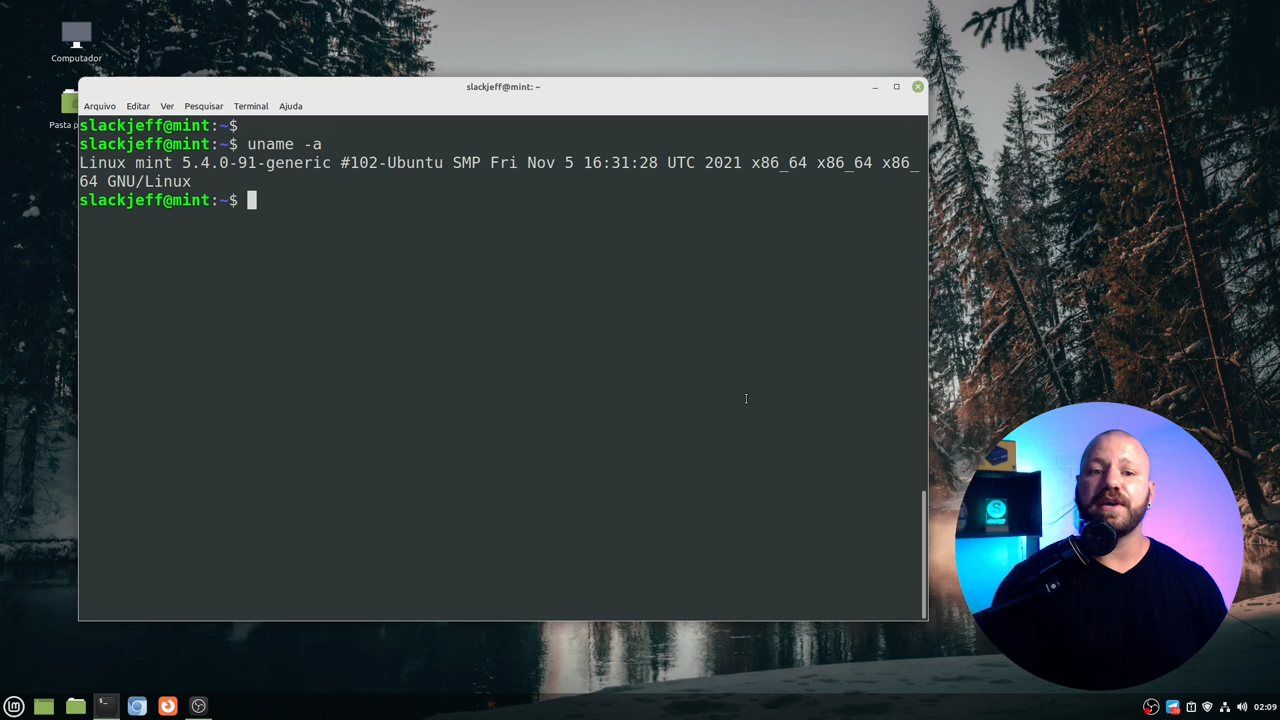 Computador
slackjeff@mint: ~
Arquivo Editar Ver Pesquisar Terminal Ajuda
Pasta p
slackjeff@mint:~$
slackjeff@mint:~$ uname -a
Linux mint 5.4.0-91-generic #102-Ubuntu SMP Fri Nov 5 16:31:28 UTC 2021 x86_64 x86_64 x86_
64 GNU/Linux
slackjeff@mint:~$
02:09